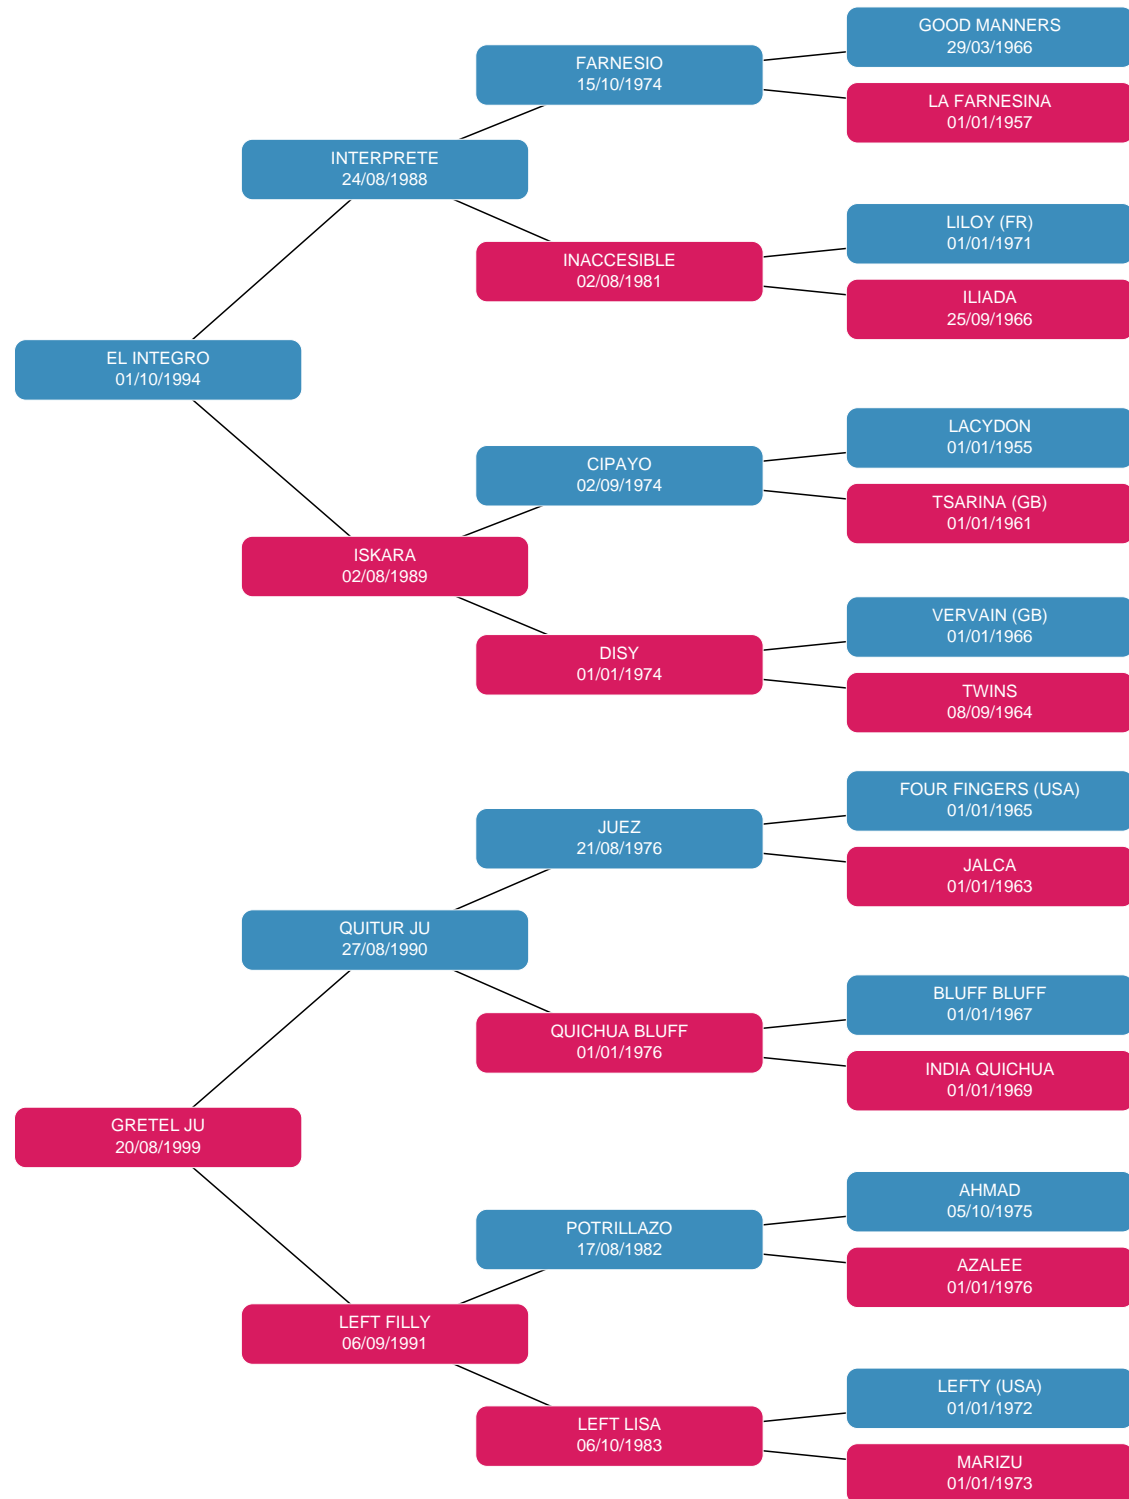 GOOD MANNERS
29/03/1966
FARNESIO
15/10/1974
LA FARNESINA
01/01/1957
INTERPRETE
24/08/1988
LILOY (FR)
01/01/1971
INACCESIBLE
02/08/1981
ILIADA
25/09/1966
EL INTEGRO
01/10/1994
LACYDON
01/01/1955
CIPAYO
02/09/1974
TSARINA (GB)
01/01/1961
ISKARA
02/08/1989
VERVAIN (GB)
01/01/1966
DISY
01/01/1974
TWINS
08/09/1964
FOUR FINGERS (USA)
01/01/1965
JUEZ
21/08/1976
JALCA
01/01/1963
QUITUR JU
27/08/1990
BLUFF BLUFF
01/01/1967
QUICHUA BLUFF
01/01/1976
INDIA QUICHUA
01/01/1969
GRETEL JU
20/08/1999
AHMAD
05/10/1975
POTRILLAZO
17/08/1982
AZALEE
01/01/1976
LEFT FILLY
06/09/1991
LEFTY (USA)
01/01/1972
LEFT LISA
06/10/1983
MARIZU
01/01/1973